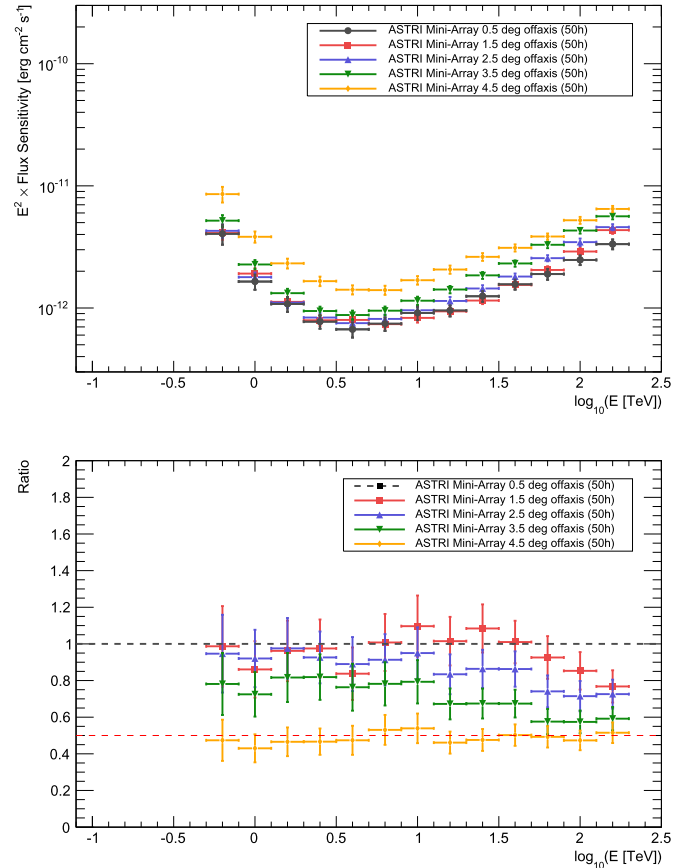 E² × Flux Sensitivity [erg cm⁻² s⁻¹]
10⁻¹⁰
10⁻¹¹
10⁻¹²
ASTRI Mini-Array 0.5 deg offaxis (50h)
ASTRI Mini-Array 1.5 deg offaxis (50h)
ASTRI Mini-Array 2.5 deg offaxis (50h)
ASTRI Mini-Array 3.5 deg offaxis (50h)
ASTRI Mini-Array 4.5 deg offaxis (50h)
-1 -0.5 0 0.5 1 1.5 2 2.5
log₁₀(E [TeV])
Ratio
2
1.8
1.6
1.4
1.2
1
0.8
0.6
0.4
0.2
0
ASTRI Mini-Array 0.5 deg offaxis (50h)
ASTRI Mini-Array 1.5 deg offaxis (50h)
ASTRI Mini-Array 2.5 deg offaxis (50h)
ASTRI Mini-Array 3.5 deg offaxis (50h)
ASTRI Mini-Array 4.5 deg offaxis (50h)
-1 -0.5 0 0.5 1 1.5 2 2.5
log₁₀(E [TeV])